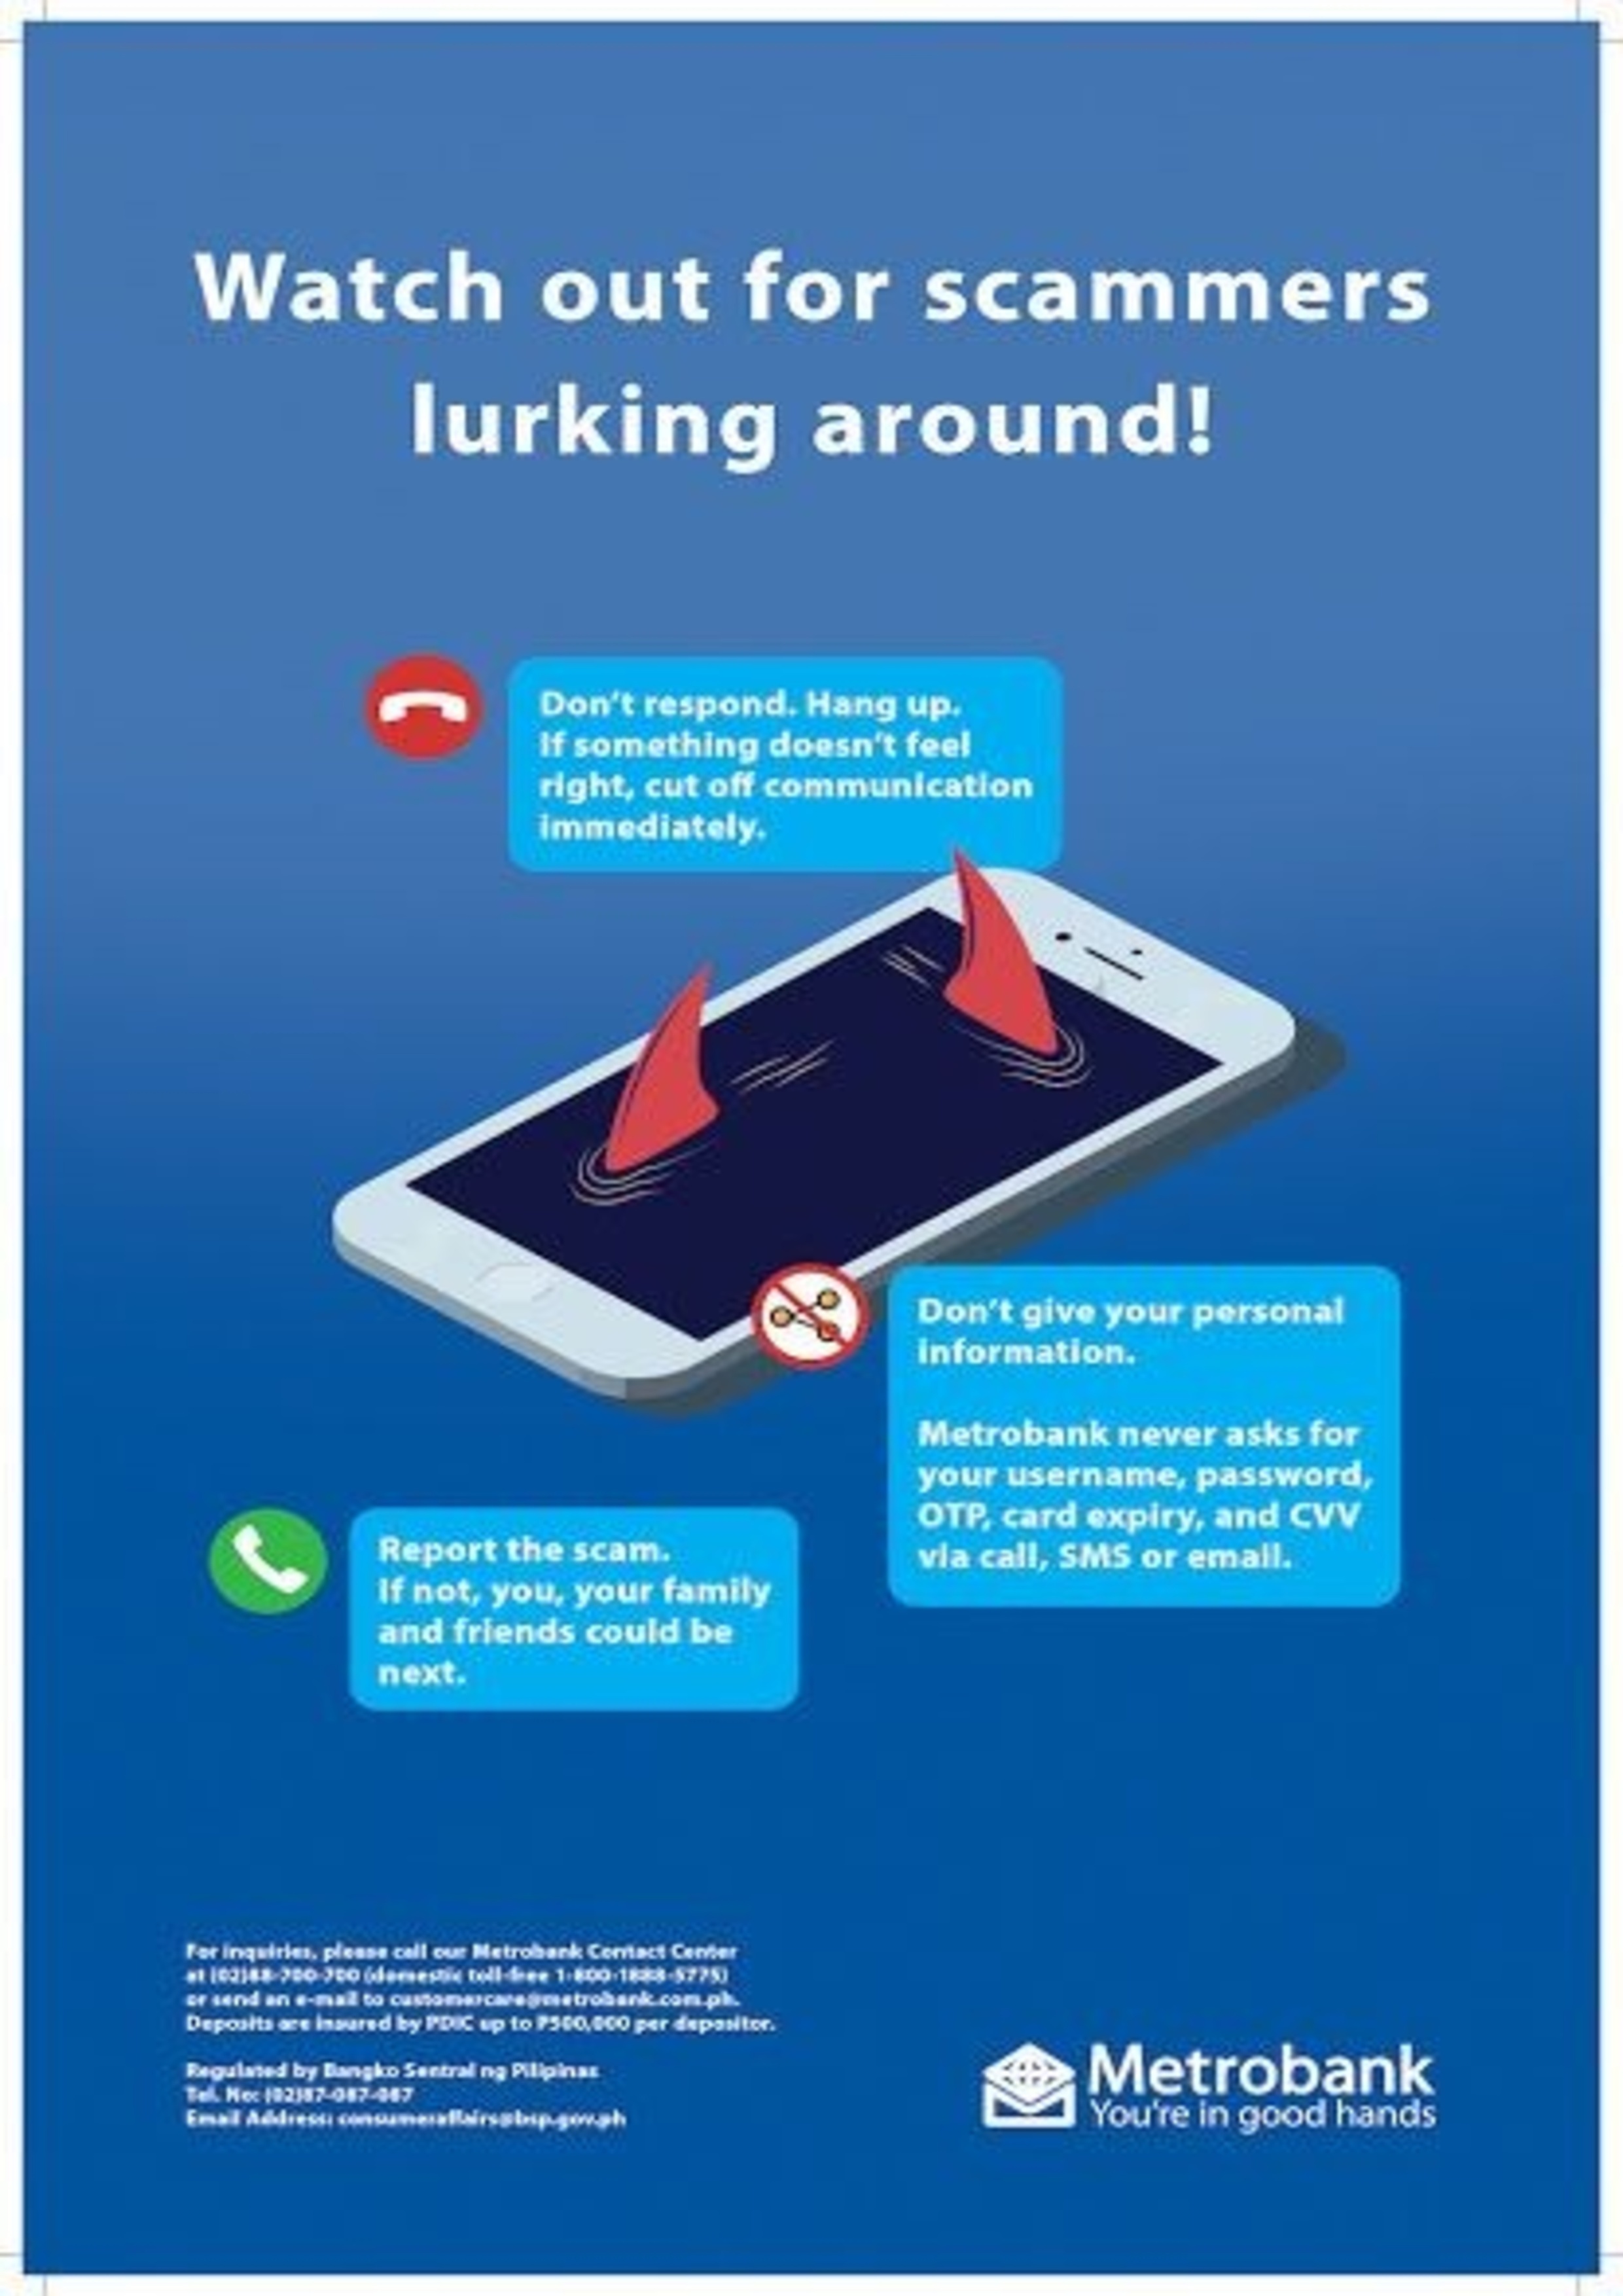 Watch out for scammers
lurking around!
Don't respond. Hang up.
If something doesn't feel
right, cut off communication
immediately.
Don't give your personal
information.
Metrobank never asks for
your username, password,
OTP, card expiry, and CVV
via call, SMS or email.
Report the scam.
If not, you, your family
and friends could be
next.
For inquiries, please call our Metrobank Contact Center
at (02)88-700-700 (domestic toll-free 1-800-1888-5775)
or send an e-mail to customercare@metrobank.com.ph.
Deposits are insured by PDIC up to P500,000 per depositor.
Regulated by Bangko Sentral ng Pilipinas
Tel. No: (02)87-087-087
Email Address: consumeraffairs@bsp.gov.ph
Metrobank
You're in good hands